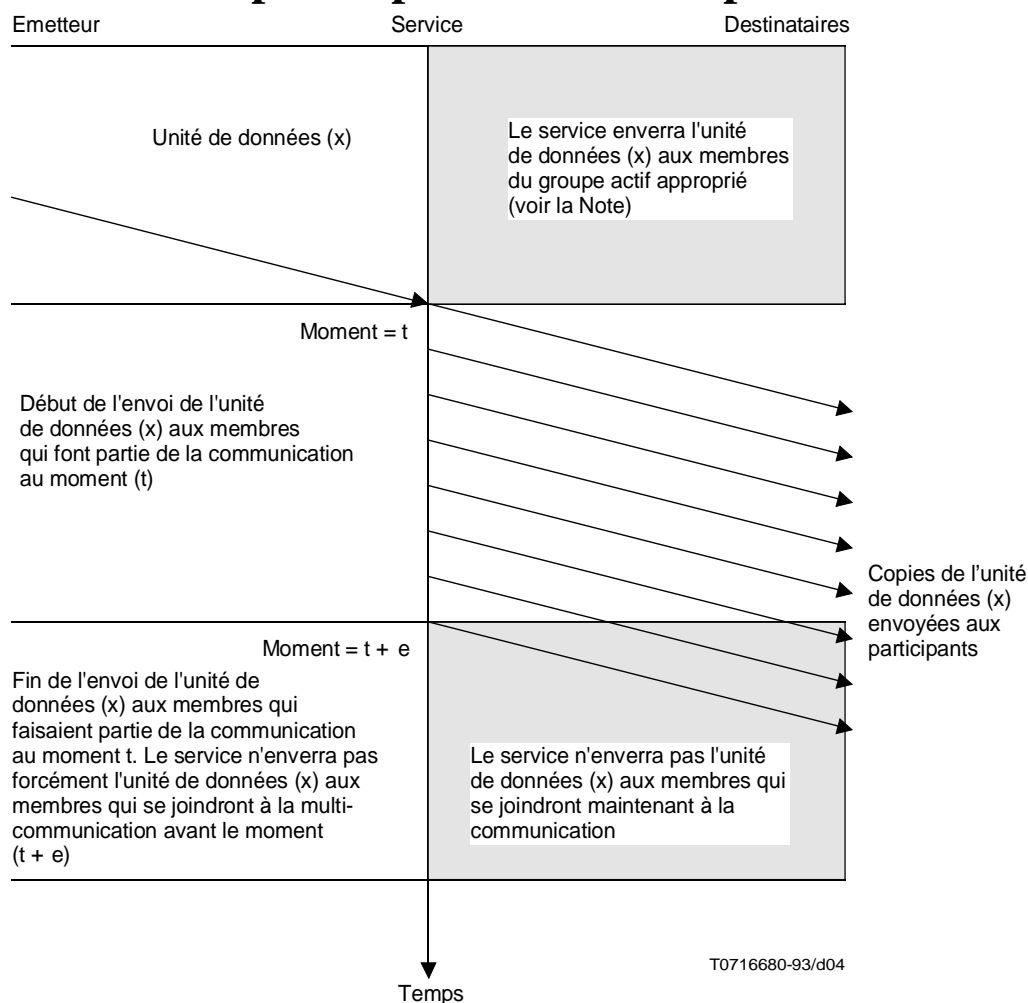 Emetteur
Service
Destinataires
Unité de données (x)
Le service enverra l'unité
de données (x) aux membres
du groupe actif approprié
(voir la Note)
Moment = t
Début de l'envoi de l'unité
de données (x) aux membres
qui font partie de la communication
au moment (t)
Copies de l'unité
de données (x)
envoyées aux
participants
Moment = t + e
Fin de l'envoi de l'unité de
données (x) aux membres qui
faisaient partie de la communication
au moment t. Le service n'enverra pas
forcément l'unité de données (x) aux
membres qui se joindront à la multi-
communication avant le moment
(t + e)
Le service n'enverra pas l'unité
de données (x) aux membres qui
se joindront maintenant à la
communication
T0716680-93/d04
Temps